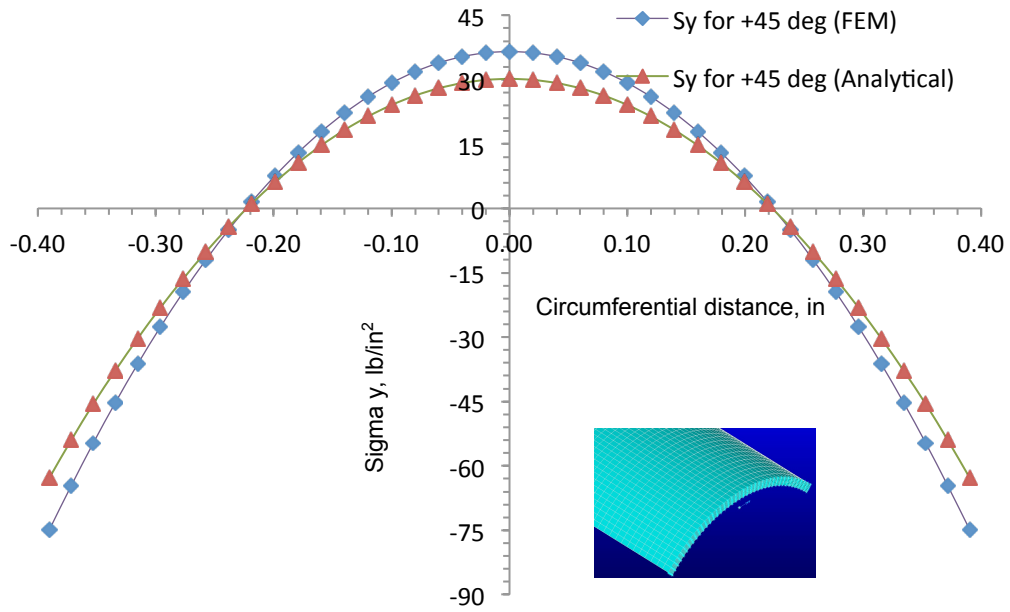 45
Sy for +45 deg (FEM)
30
Sy for +45 deg (Analytical)
15
0
-0.40 -0.30 -0.20 -0.10 0.00 0.10 0.20 0.30 0.40
-15
Circumferential distance, in
-30
Sigma y, lb/in²
-45
-60
-75
-90